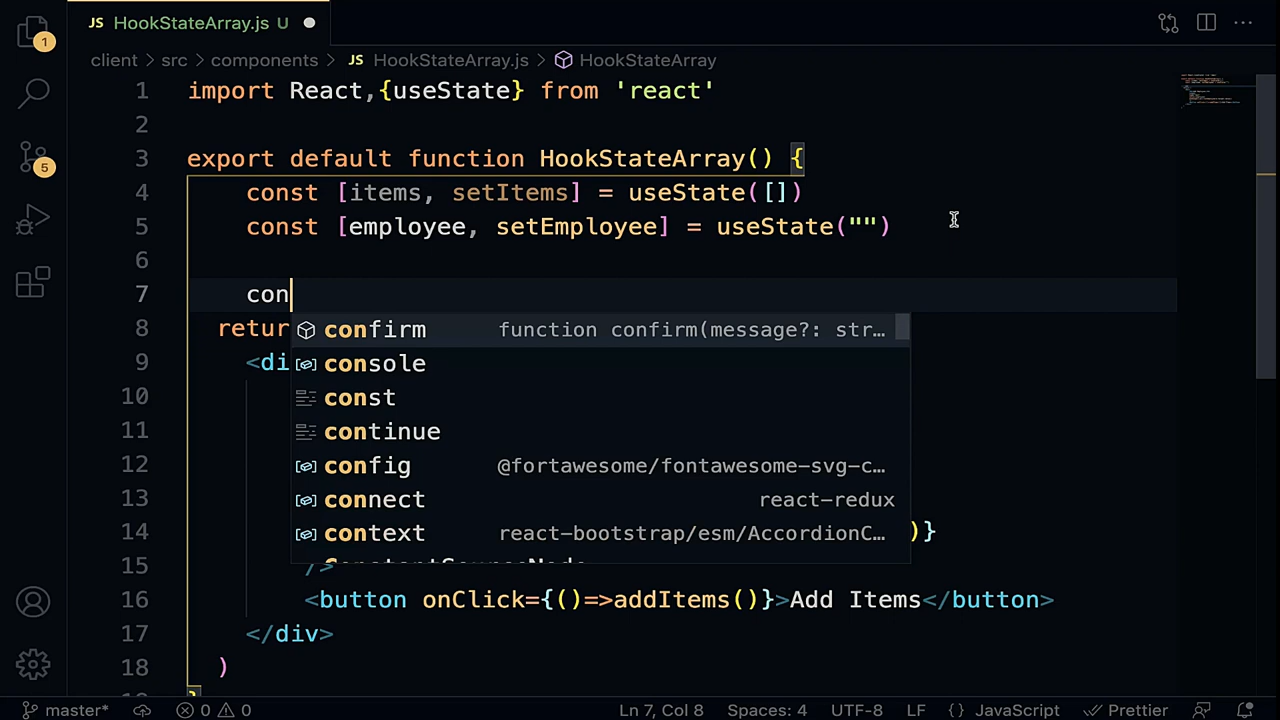 JS HookStateArray.js U
1
client > src > components > JS HookStateArray.js > HookStateArray
1 import React,{useState} from 'react'
2
3 export default function HookStateArray() {
4 const [items, setItems] = useState([])
5 const [employee, setEmployee] = useState("")
5
6
7 con
8 retur
confirm function confirm(message?: str…
9 <di
console
10 const
11 continue
12 config @fortawesome/fontawesome-svg-c…
13 connect react-redux
14 context react-bootstrap/esm/AccordionC… )}
15 />
ConstantSourceNode
16 <button onClick={()=>addItems()}>Add Items</button>
17 </div>
18 )
}
master* 0 0 Ln 7, Col 8 Spaces: 4 UTF-8 LF {} JavaScript Prettier